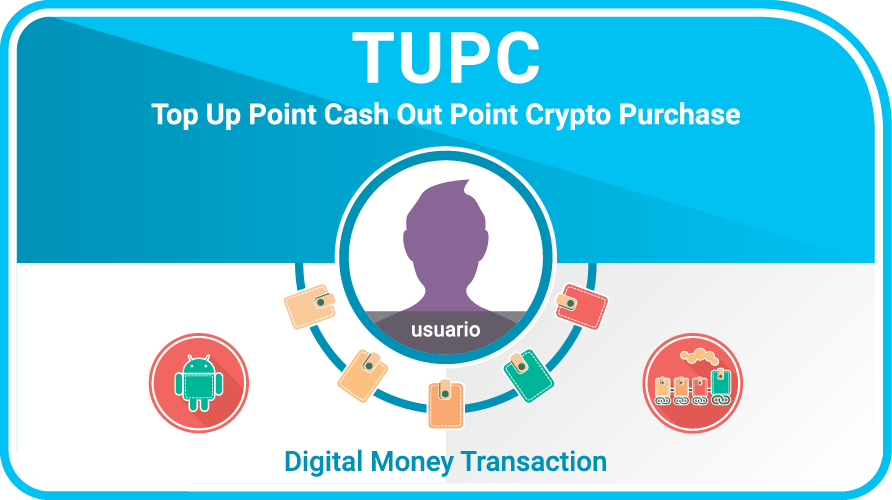 TUPC
Top Up Point Cash Out Point Crypto Purchase
usuario
Digital Money Transaction